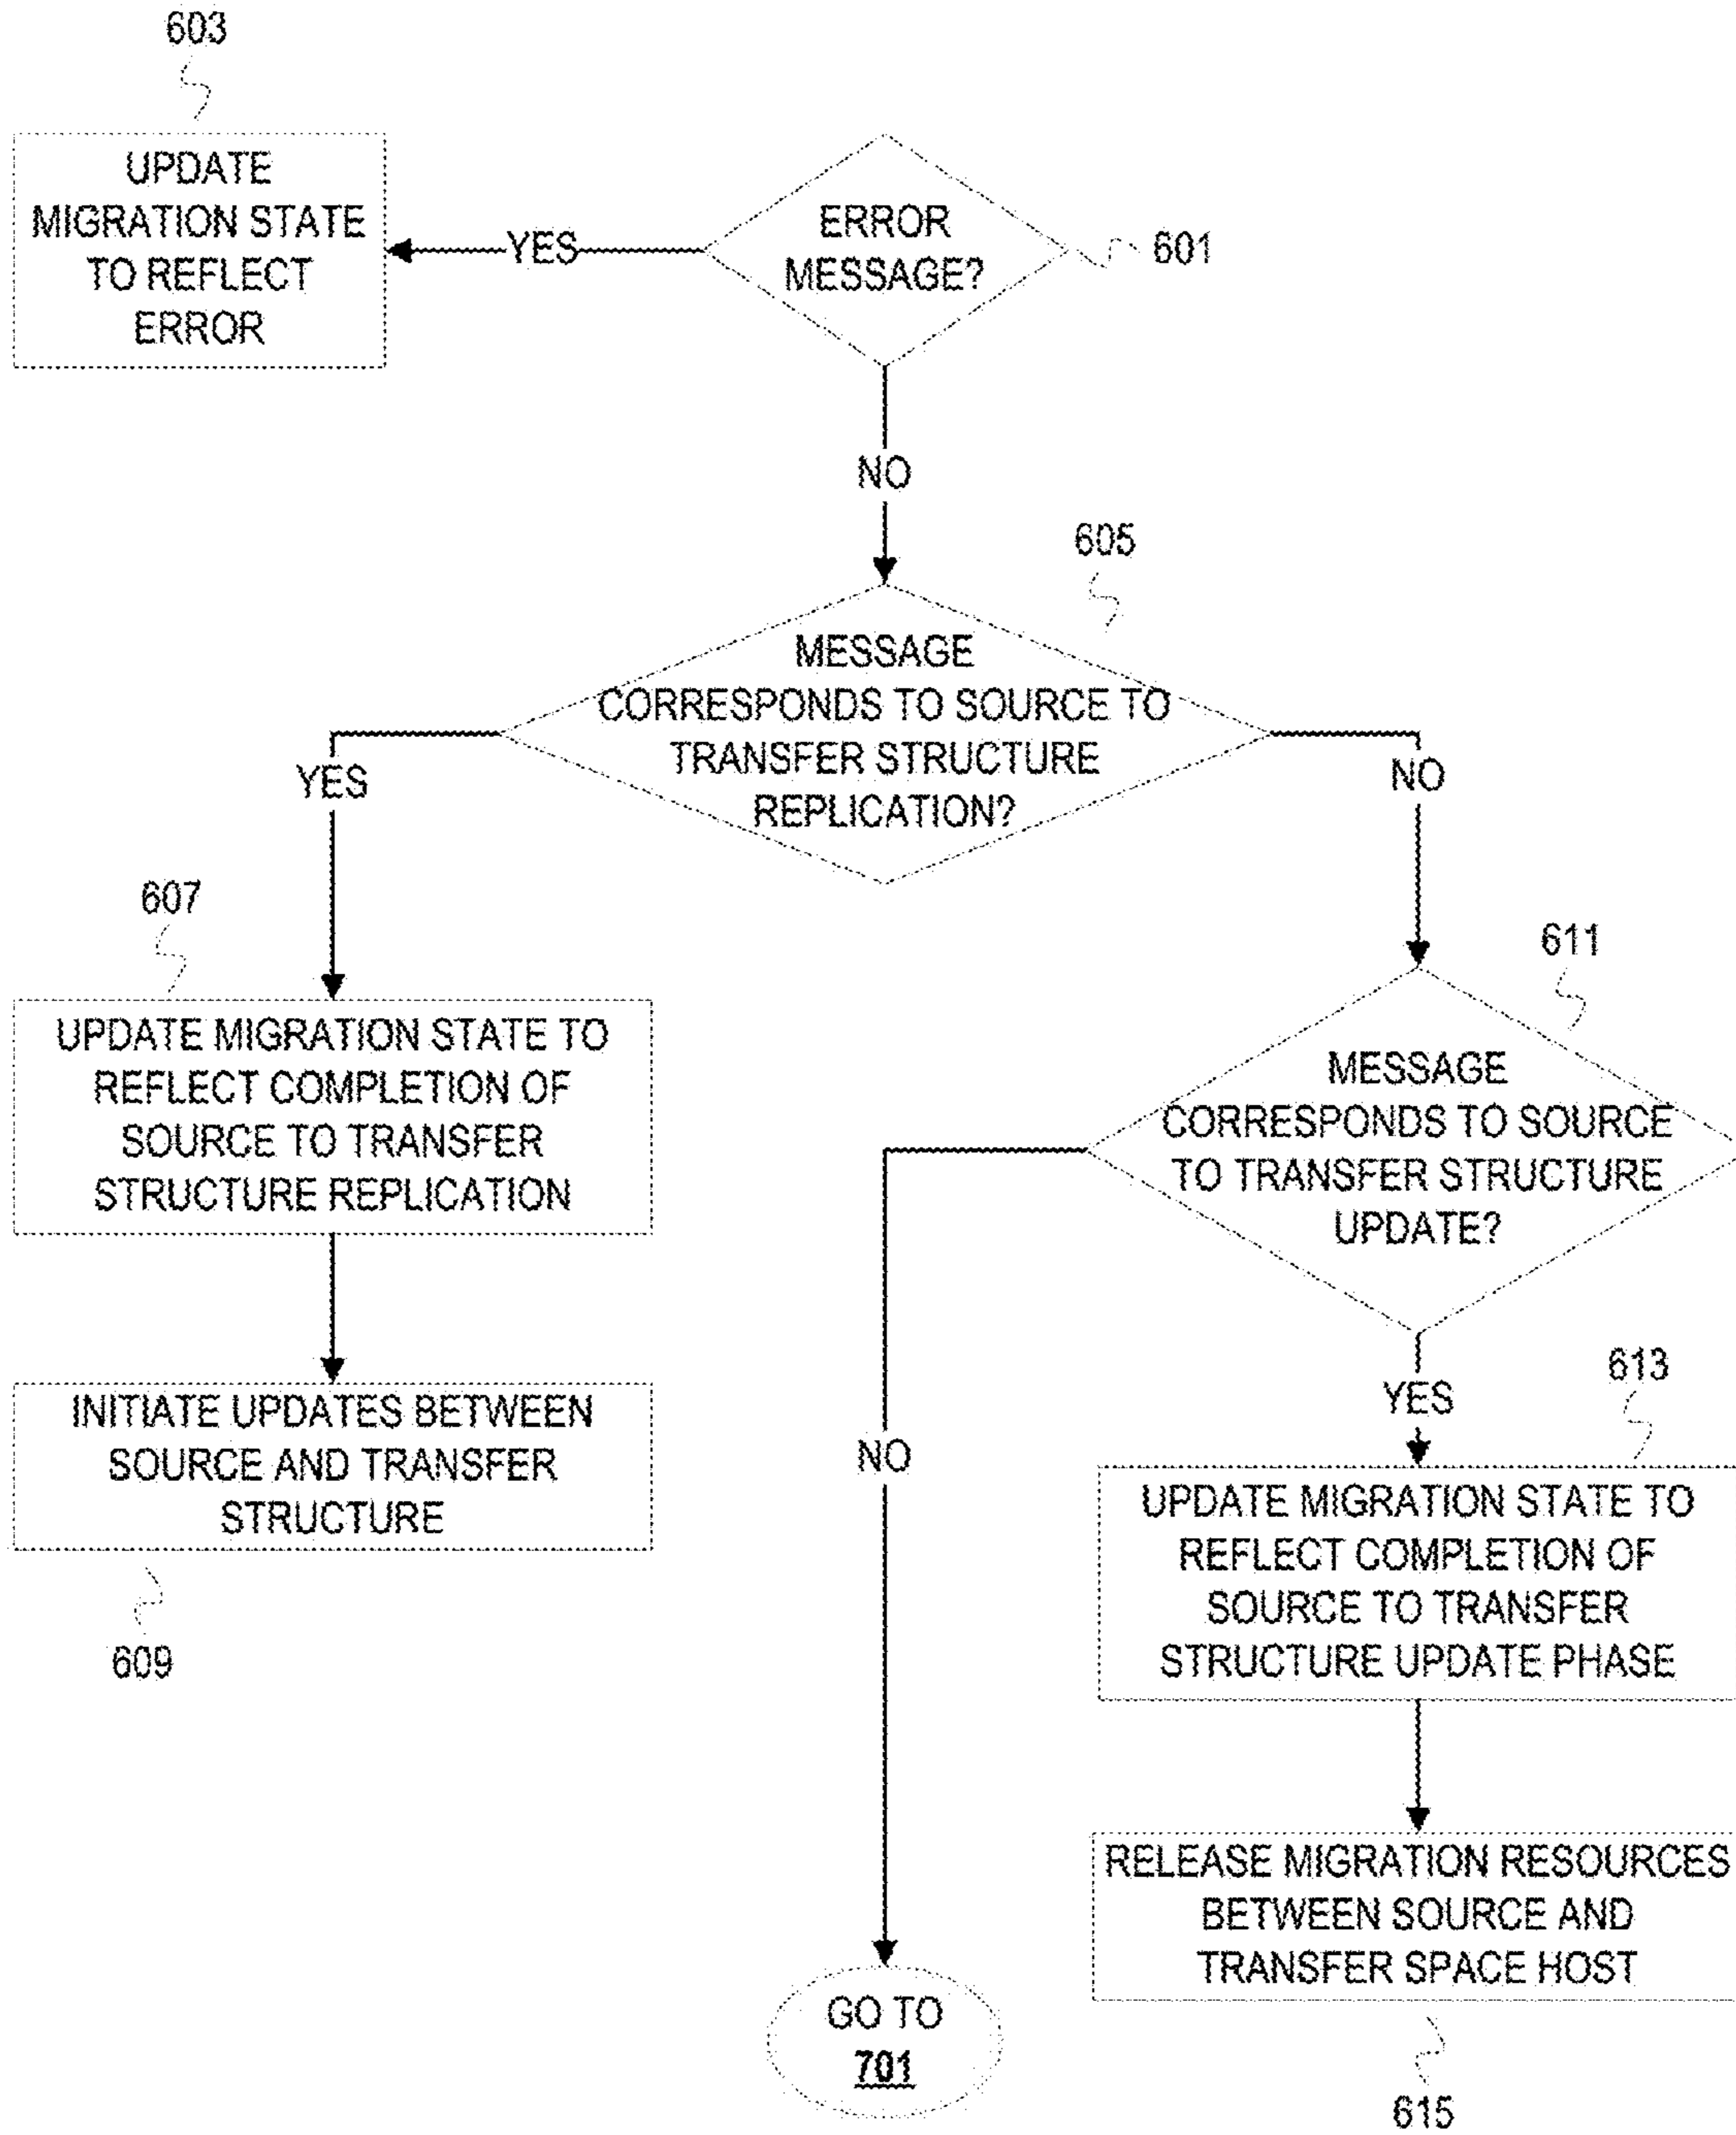 603
UPDATE
MIGRATION STATE
TO REFLECT
ERROR
YES
ERROR
MESSAGE?
601
NO
605
MESSAGE
CORRESPONDS TO SOURCE TO
TRANSFER STRUCTURE
REPLICATION?
YES
NO
607
UPDATE MIGRATION STATE TO
REFLECT COMPLETION OF
SOURCE TO TRANSFER
STRUCTURE REPLICATION
INITIATE UPDATES BETWEEN
SOURCE AND TRANSFER
STRUCTURE
609
611
MESSAGE
CORRESPONDS TO SOURCE
TO TRANSFER STRUCTURE
UPDATE?
NO
YES
613
UPDATE MIGRATION STATE TO
REFLECT COMPLETION OF
SOURCE TO TRANSFER
STRUCTURE UPDATE PHASE
RELEASE MIGRATION RESOURCES
BETWEEN SOURCE AND
TRANSFER SPACE HOST
615
GO TO
701